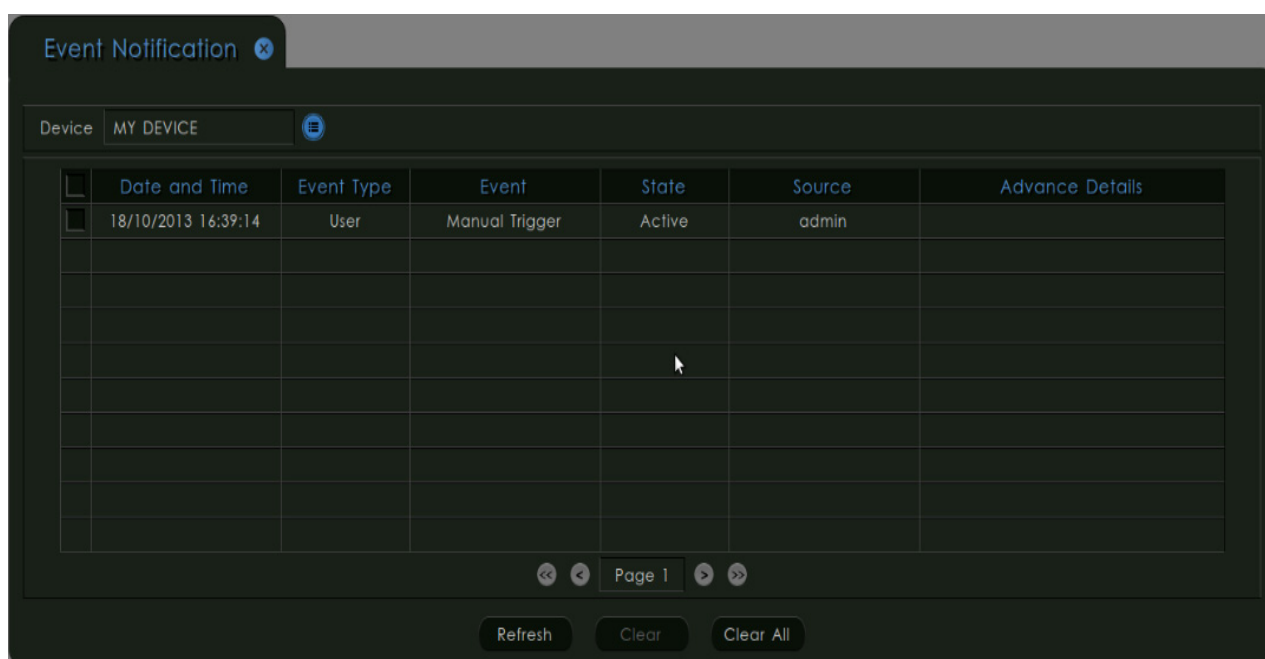 Event Notification
Device MY DEVICE
Date and Time Event Type Event State Source Advance Details
18/10/2013 16:39:14 User Manual Trigger Active admin
Page 1
Refresh Clear Clear All